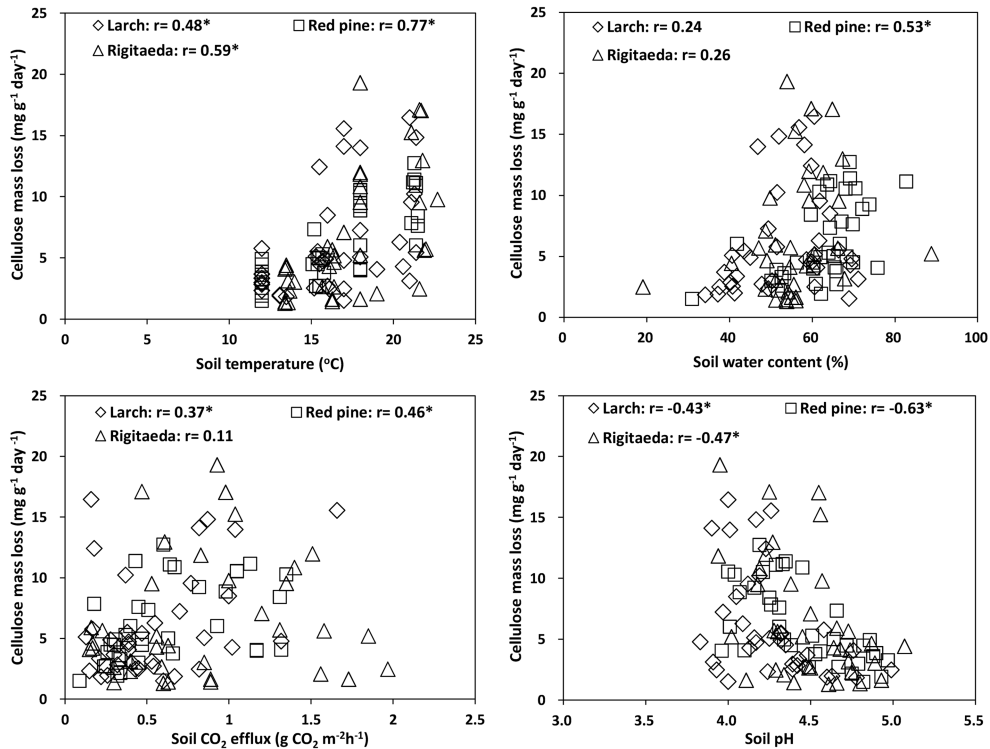 Larch: r= 0.48*
Red pine: r= 0.77*
Rigitaeda: r= 0.59*
25
20
15
10
5
0
Cellulose mass loss (mg g⁻¹ day⁻¹)
0 5 10 15 20 25
Soil temperature (°C)
Larch: r= 0.24
Red pine: r= 0.53*
Rigitaeda: r= 0.26
25
20
15
10
5
0
Cellulose mass loss (mg g⁻¹ day⁻¹)
0 20 40 60 80 100
Soil water content (%)
Larch: r= 0.37*
Red pine: r= 0.46*
Rigitaeda: r= 0.11
25
20
15
10
5
0
Cellulose mass loss (mg g⁻¹ day⁻¹)
0 0.5 1 1.5 2 2.5
Soil CO₂ efflux (g CO₂ m⁻²h⁻¹)
Larch: r= -0.43*
Red pine: r= -0.63*
Rigitaeda: r= -0.47*
25
20
15
10
5
0
Cellulose mass loss (mg g⁻¹ day⁻¹)
3.0 3.5 4.0 4.5 5.0 5.5
Soil pH